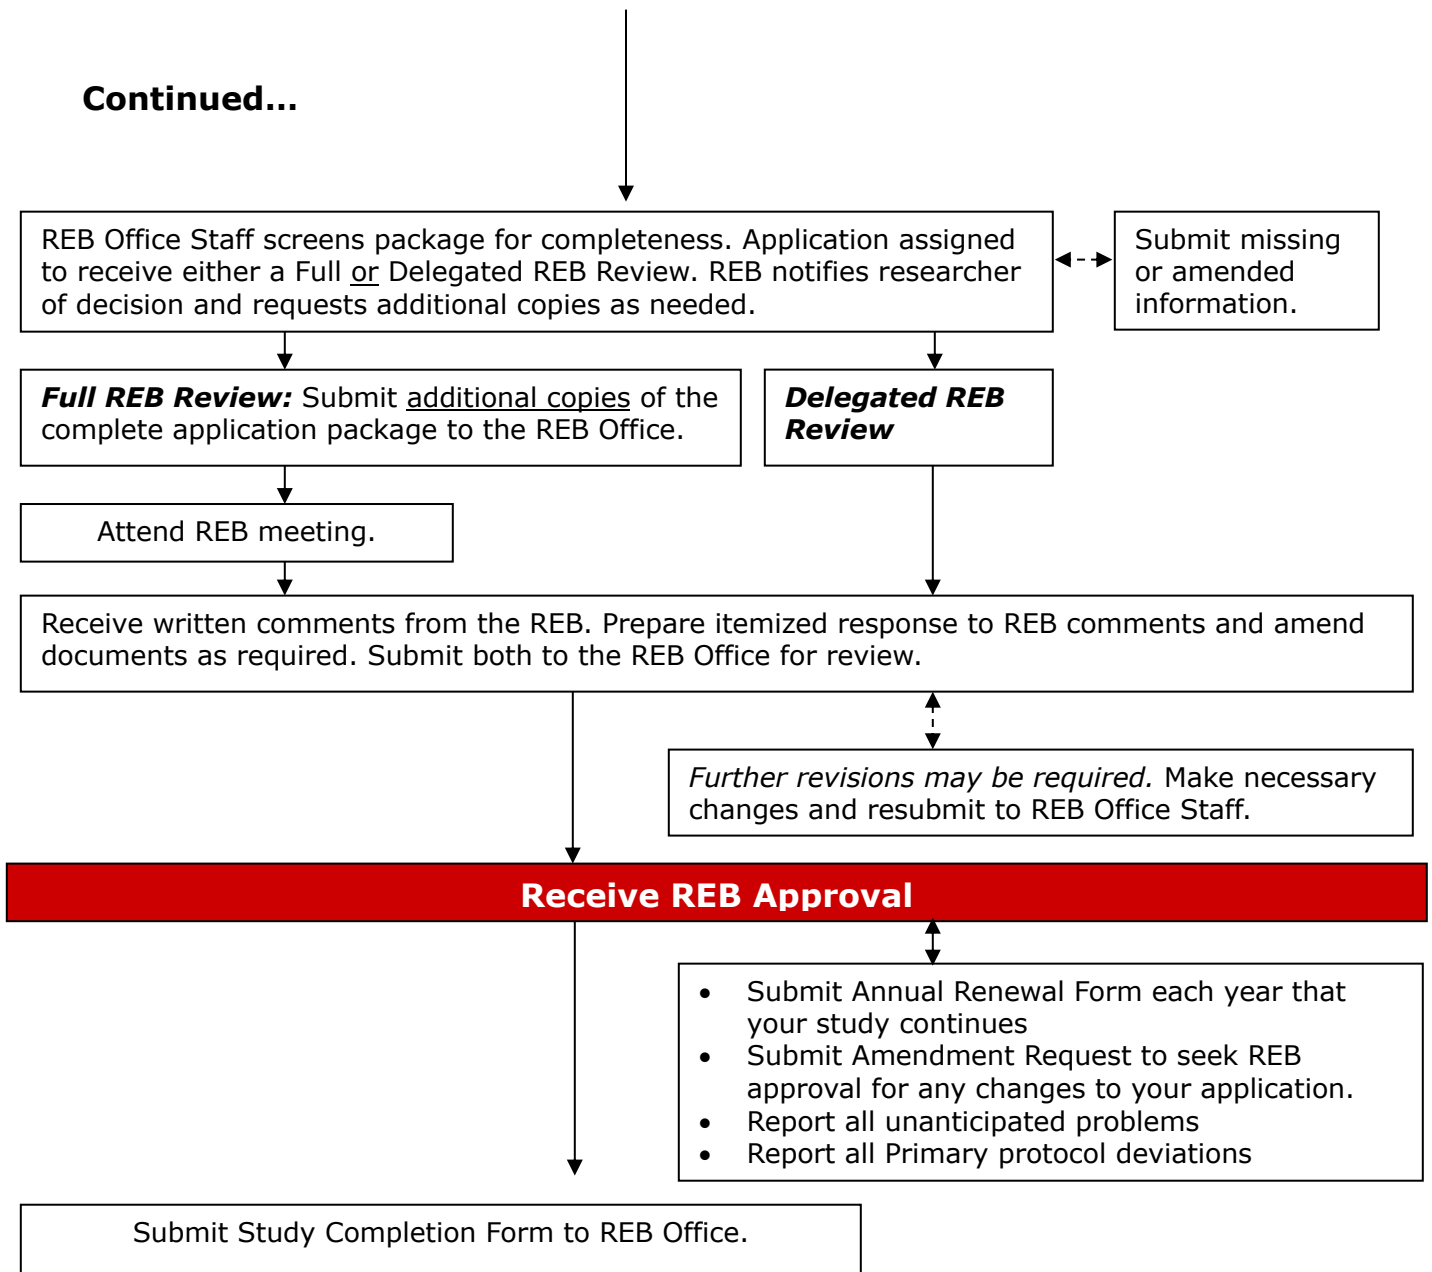 Continued...
REB Office Staff screens package for completeness. Application assigned
to receive either a Full or Delegated REB Review. REB notifies researcher
of decision and requests additional copies as needed.
Submit missing
or amended
information.
Full REB Review: Submit additional copies of the
complete application package to the REB Office.
Delegated REB
Review
Attend REB meeting.
Receive written comments from the REB. Prepare itemized response to REB comments and amend
documents as required. Submit both to the REB Office for review.
Further revisions may be required. Make necessary
changes and resubmit to REB Office Staff.
Receive REB Approval
• Submit Annual Renewal Form each year that
your study continues
• Submit Amendment Request to seek REB
approval for any changes to your application.
• Report all unanticipated problems
• Report all Primary protocol deviations
Submit Study Completion Form to REB Office.